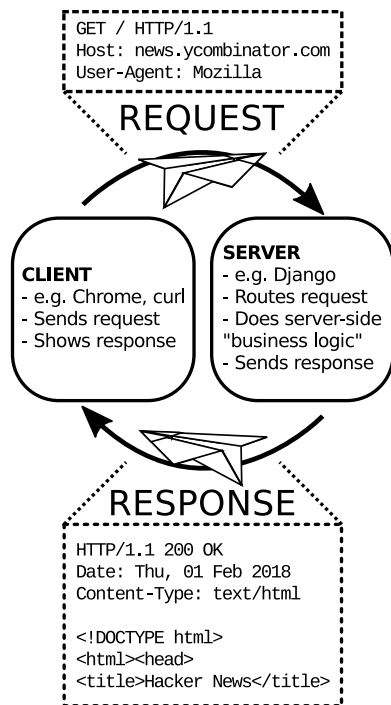 GET / HTTP/1.1
Host: news.ycombinator.com
User-Agent: Mozilla
REQUEST
CLIENT
- e.g. Chrome, curl
- Sends request
- Shows response
SERVER
- e.g. Django
- Routes request
- Does server-side
"business logic"
- Sends response
RESPONSE
HTTP/1.1 200 OK
Date: Thu, 01 Feb 2018
Content-Type: text/html
<!DOCTYPE html>
<html><head>
<title>Hacker News</title>